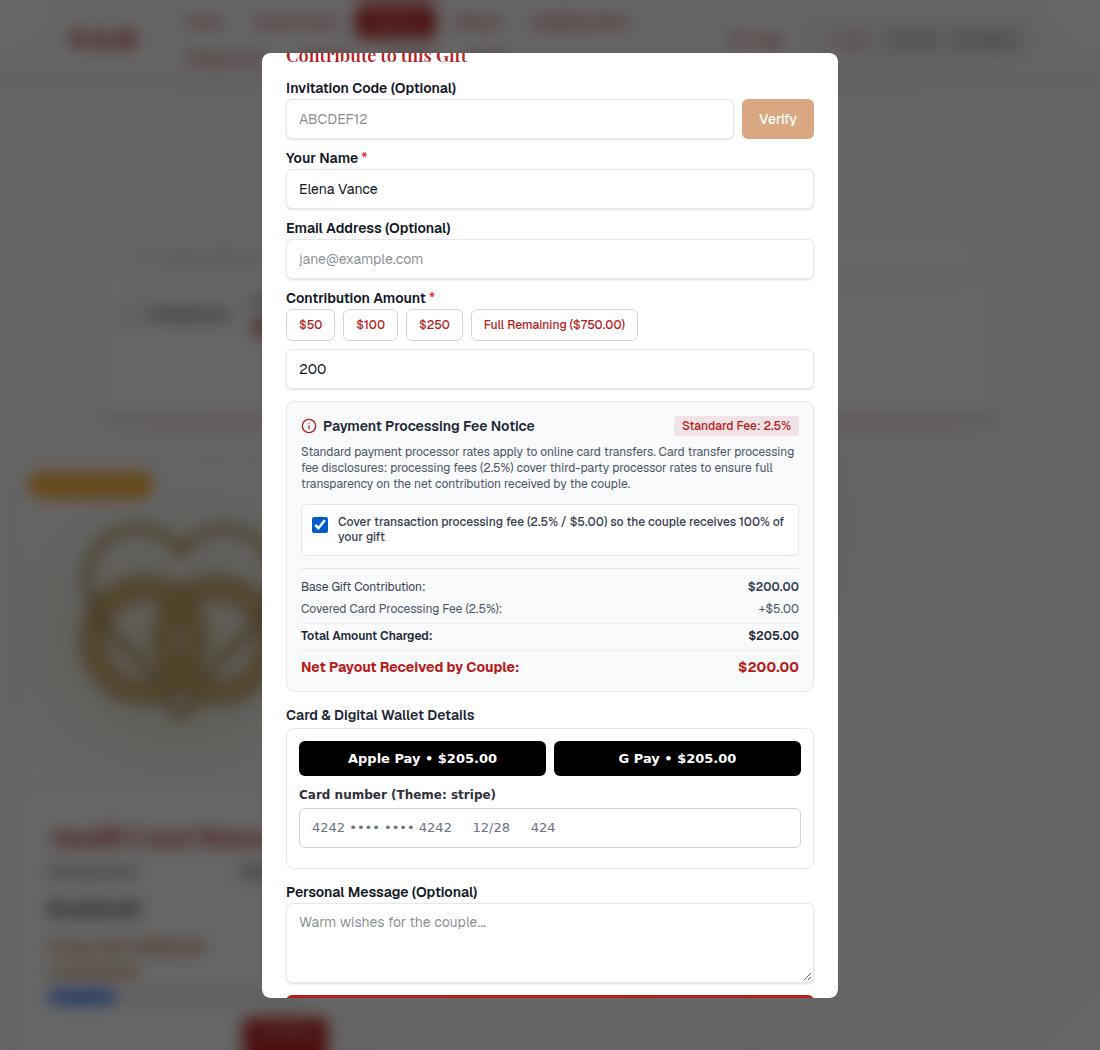 Contribute to this Gift
Invitation Code (Optional)
ABCDEF12
Verify
Your Name *
Elena Vance
Email Address (Optional)
jane@example.com
Contribution Amount *
$50 $100 $250 Full Remaining ($750.00)
200
Payment Processing Fee Notice
Standard Fee: 2.5%
Standard payment processor rates apply to online card transfers. Card transfer processing
fee disclosures: processing fees (2.5%) cover third-party processor rates to ensure full
transparency on the net contribution received by the couple.
Cover transaction processing fee (2.5% / $5.00) so the couple receives 100% of
your gift
Base Gift Contribution: $200.00
Covered Card Processing Fee (2.5%): +$5.00
Total Amount Charged: $205.00
Net Payout Received by Couple: $200.00
Card & Digital Wallet Details
Apple Pay • $205.00 G Pay • $205.00
Card number (Theme: stripe)
4242 •••• •••• 4242 12/28 424
Personal Message (Optional)
Warm wishes for the couple...